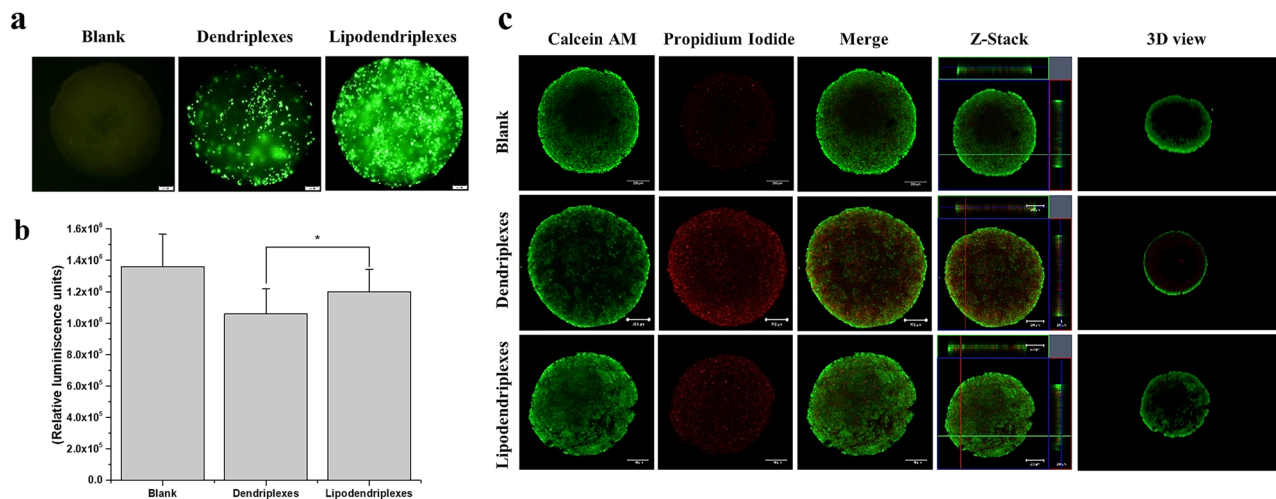 a
Blank
Dendriplexes
Lipodendriplexes
b
(Relative luminiscence units)
1.6x10⁶
1.4x10⁶
1.2x10⁶
1.0x10⁶
8.0x10⁵
6.0x10⁵
4.0x10⁵
2.0x10⁵
0.0
*
Blank
Dendriplexes
Lipodendriplexes
c
Calcein AM
Propidium Iodide
Merge
Z-Stack
3D view
Blank
Dendriplexes
Lipodendriplexes